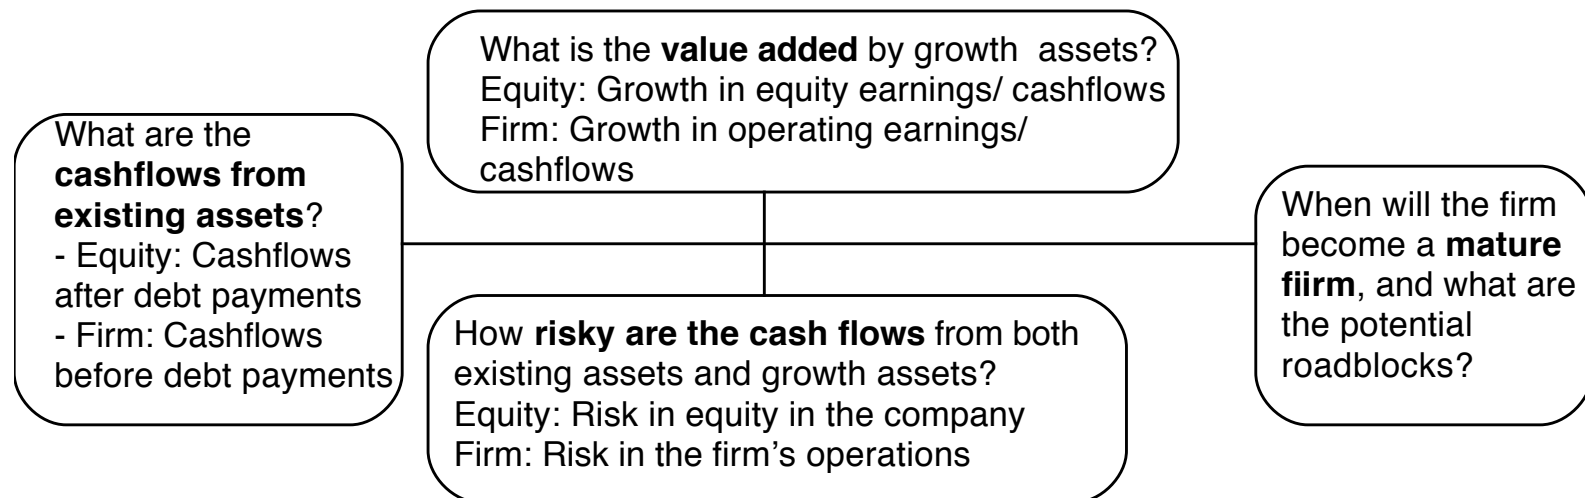 What is the value added by growth assets?
Equity: Growth in equity earnings/ cashflows
Firm: Growth in operating earnings/
cashflows
What are the
cashflows from
existing assets?
- Equity: Cashflows
after debt payments
- Firm: Cashflows
before debt payments
How risky are the cash flows from both
existing assets and growth assets?
Equity: Risk in equity in the company
Firm: Risk in the firm’s operations
When will the firm
become a mature
fiirm, and what are
the potential
roadblocks?